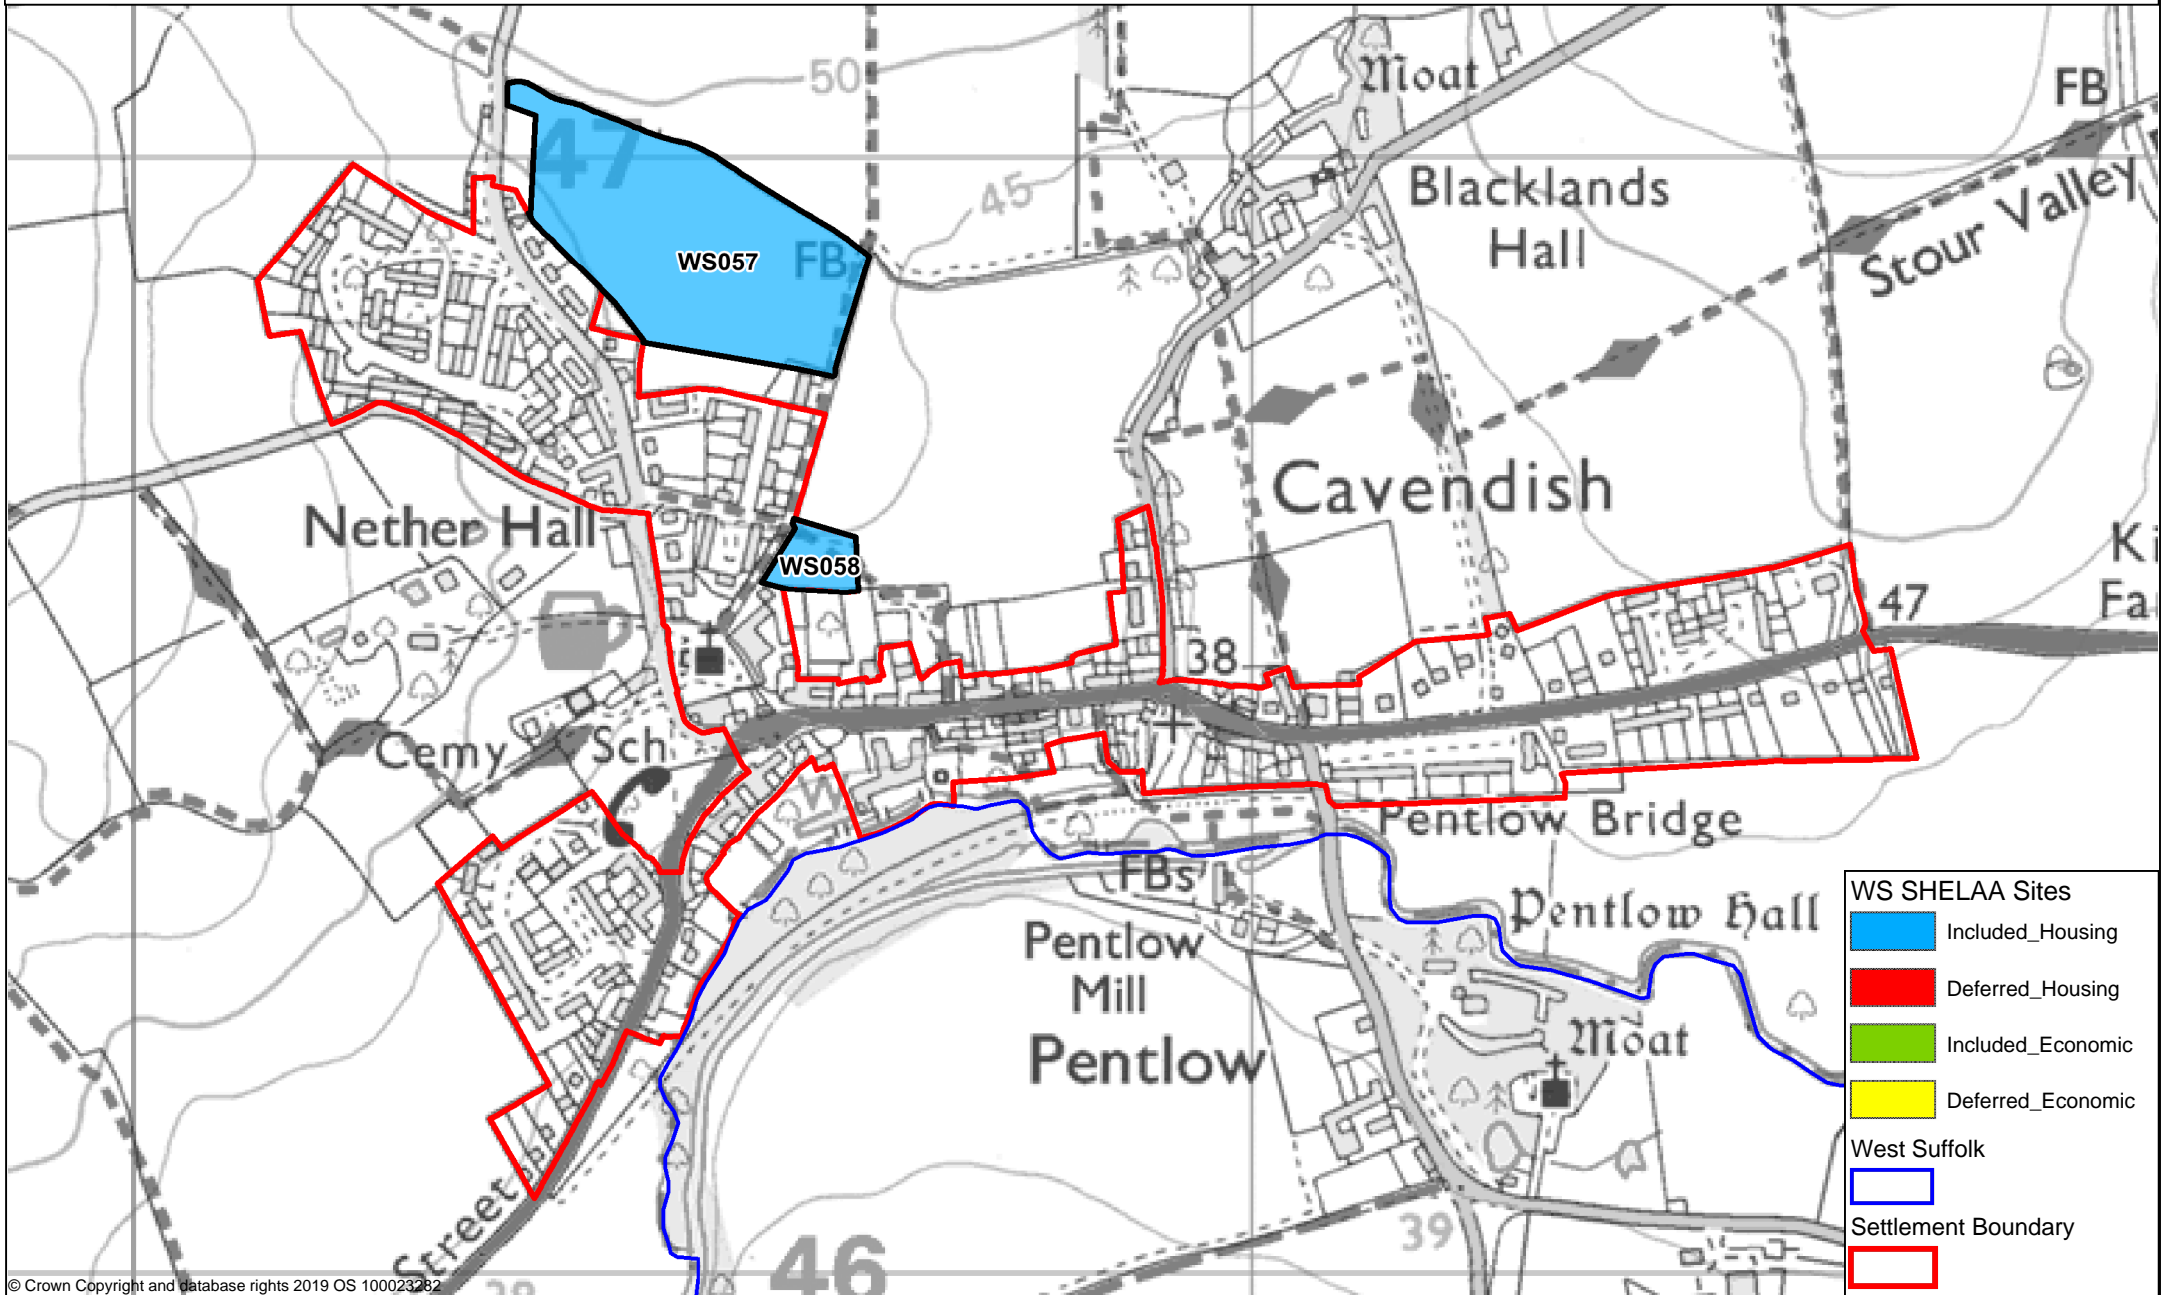 50
Moat
FB
47
45
Blacklands
Hall
Stour Valley
WS057
FB
Cavendish
Nether Hall
WS058
47
38
Cemy
Sch
Pentlow Bridge
FBs
Pentlow Hall
Pentlow
Mill
Moat
Pentlow
39
Street
46
WS SHELAA Sites
Included_Housing
Deferred_Housing
Included_Economic
Deferred_Economic
West Suffolk
Settlement Boundary
© Crown Copyright and database rights 2019 OS 100023282